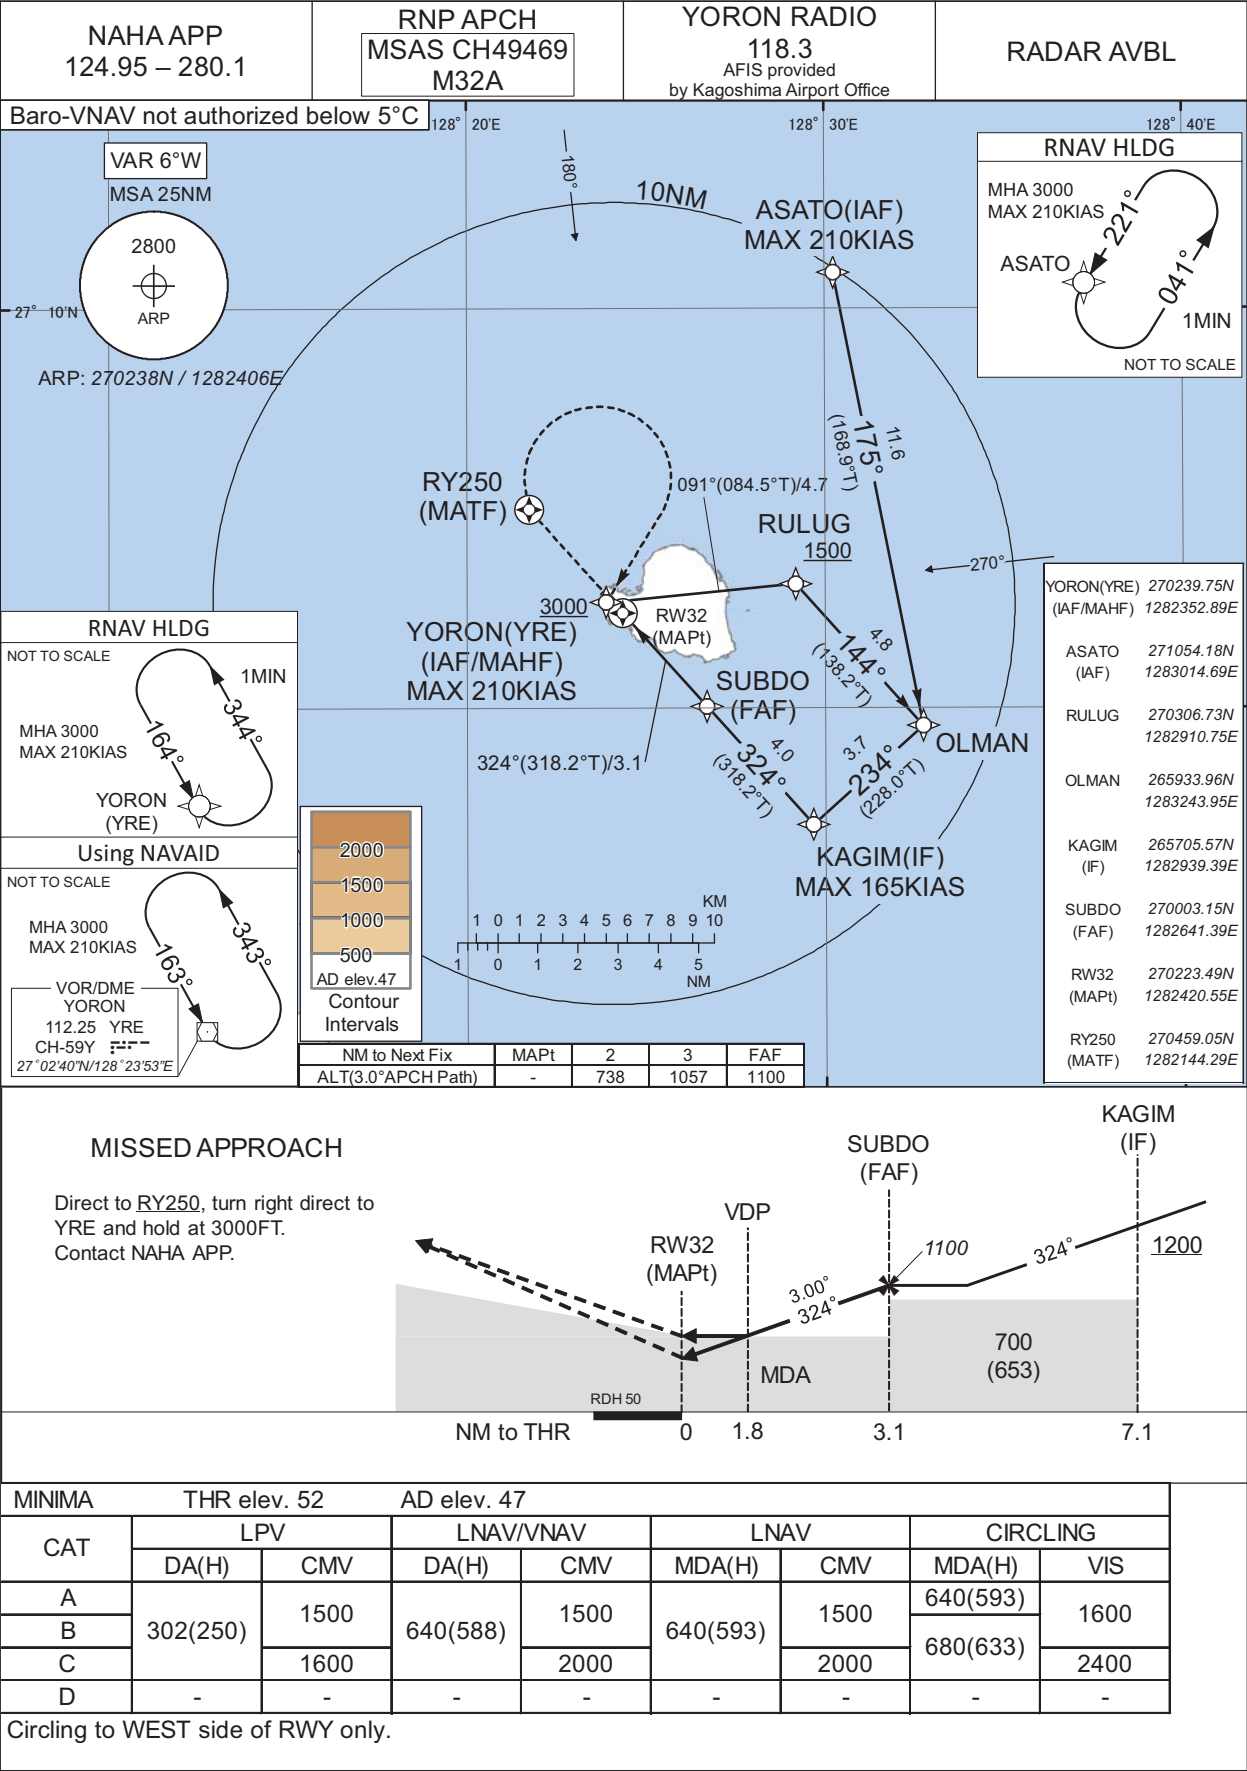 NAHA APP
124.95 – 280.1
RNP APCH
MSAS CH49469
M32A
YORON RADIO
118.3
AFIS provided
by Kagoshima Airport Office
RADAR AVBL
Baro-VNAV not authorized below 5°C
128° 20'E
128° 30'E
128° 40'E
VAR 6°W
MSA 25NM
2800
ARP
27° 10'N
ARP: 270238N / 1282406E
180°
10NM
ASATO(IAF)
MAX 210KIAS
RNAV HLDG
MHA 3000
MAX 210KIAS
221°
ASATO
041°
1MIN
NOT TO SCALE
11.6
175°
(168.9°T)
RY250
(MATF)
091°(084.5°T)/4.7
RULUG
1500
270°
3000
RW32
(MAPt)
YORON(YRE)
(IAF/MAHF)
MAX 210KIAS
4.8
144°
(138.2°T)
SUBDO
(FAF)
OLMAN
324°(318.2°T)/3.1
4.0
324°
(318.2°T)
3.7
234°
(228.0°T)
KAGIM(IF)
MAX 165KIAS
YORON(YRE) 270239.75N
(IAF/MAHF) 1282352.89E
ASATO 271054.18N
(IAF) 1283014.69E
RULUG 270306.73N
1282910.75E
OLMAN 265933.96N
1283243.95E
KAGIM 265705.57N
(IF) 1282939.39E
SUBDO 270003.15N
(FAF) 1282641.39E
RW32 270223.49N
(MAPt) 1282420.55E
RY250 270459.05N
(MATF) 1282144.29E
RNAV HLDG
NOT TO SCALE
1MIN
344°
164°
MHA 3000
MAX 210KIAS
YORON
(YRE)
Using NAVAID
NOT TO SCALE
343°
163°
MHA 3000
MAX 210KIAS
VOR/DME
YORON
112.25 YRE
CH-59Y
27°02'40"N/128°23'53"E
2000
1500
1000
500
AD elev.47
Contour
Intervals
KM
1 0 1 2 3 4 5 6 7 8 9 10
1 0 1 2 3 4 5
NM
NM to Next Fix MAPt 2 3 FAF
ALT(3.0°APCH Path) - 738 1057 1100
MISSED APPROACH
Direct to RY250, turn right direct to
YRE and hold at 3000FT.
Contact NAHA APP.
KAGIM
(IF)
SUBDO
(FAF)
VDP
RW32
(MAPt)
1100
324°
1200
3.00°
324°
700
(653)
MDA
RDH 50
NM to THR 0 1.8 3.1 7.1
MINIMA THR elev. 52 AD elev. 47
CAT LPV LNAV/VNAV LNAV CIRCLING
DA(H) CMV DA(H) CMV MDA(H) CMV MDA(H) VIS
A 302(250) 1500 640(588) 1500 640(593) 1500 640(593) 1600
B 680(633)
C 1600 2000 2000 2400
D - - - - - - - -
Circling to WEST side of RWY only.